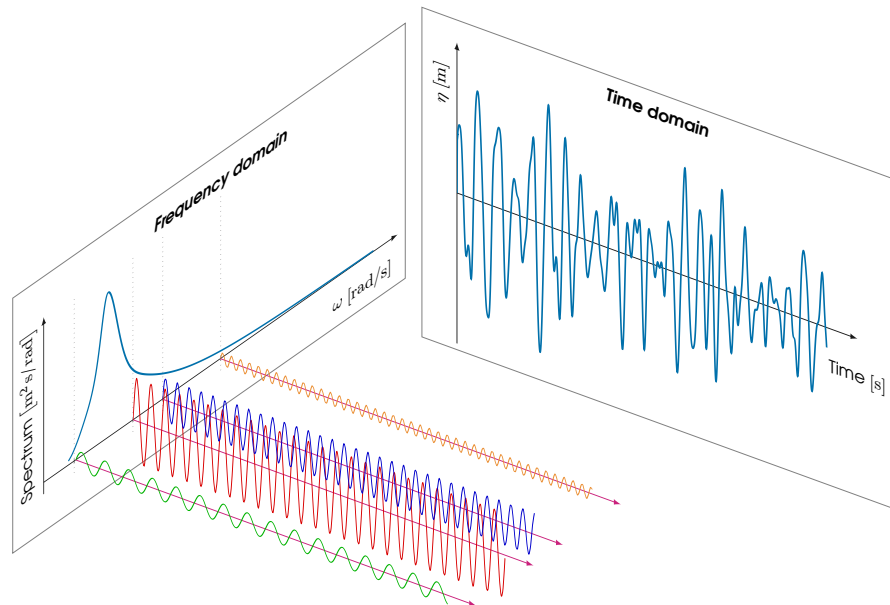 Frequency domain
Spectrum [m² s/rad]
ω [rad/s]
Time domain
η [m]
Time [s]